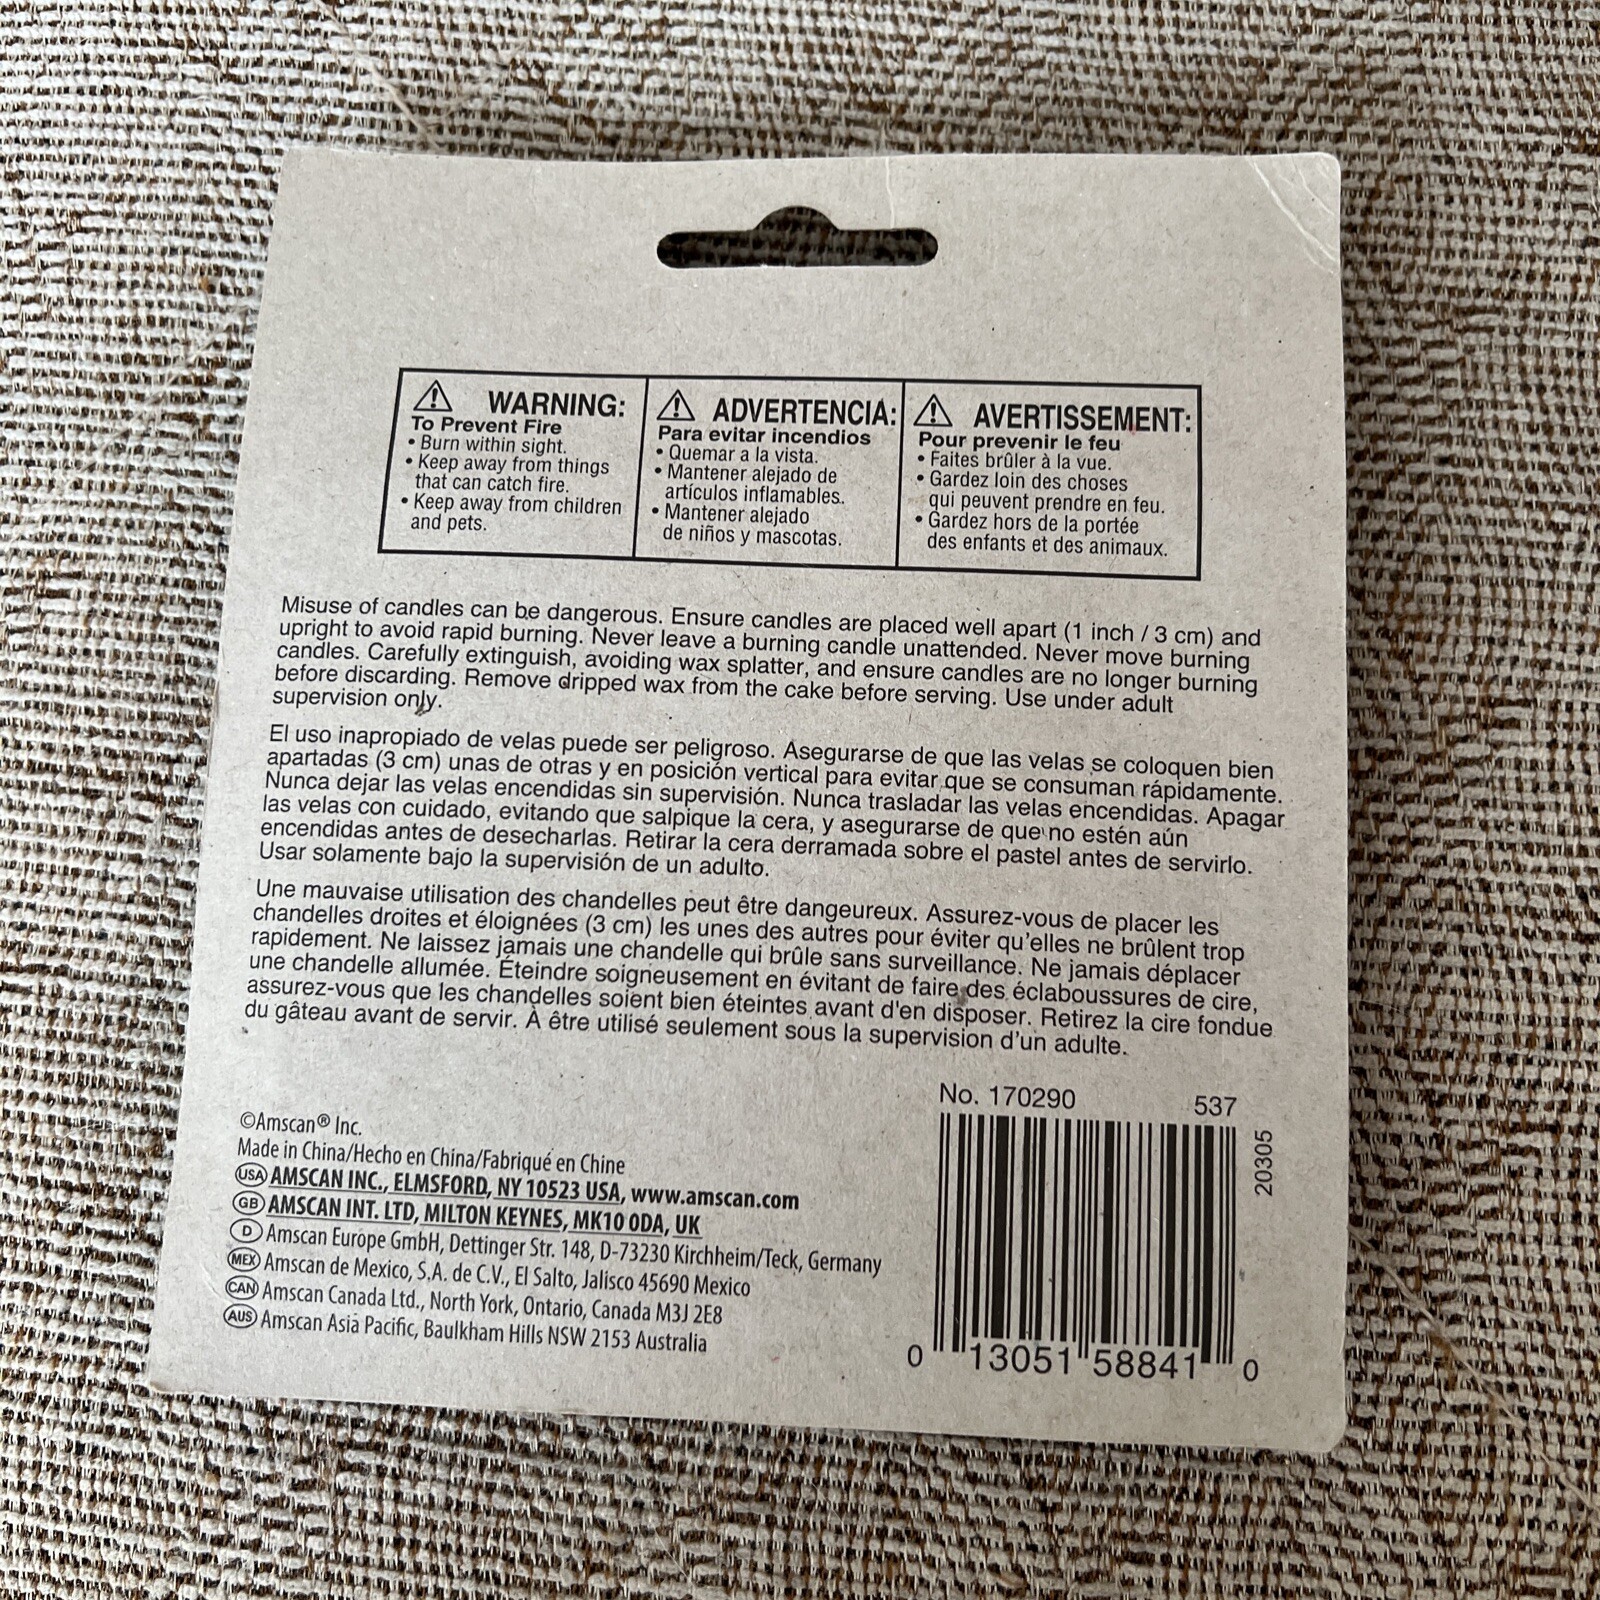 WARNING:
To Prevent Fire
• Burn within sight.
• Keep away from things
that can catch fire.
• Keep away from children
and pets.
ADVERTENCIA:
Para evitar incendios
• Quemar a la vista.
• Mantener alejado de
artículos inflamables.
• Mantener alejado
de niños y mascotas.
AVERTISSEMENT:
Pour prevenir le feu
• Faites brûler à la vue.
• Gardez loin des choses
qui peuvent prendre en feu.
• Gardez hors de la portée
des enfants et des animaux.
Misuse of candles can be dangerous. Ensure candles are placed well apart (1 inch / 3 cm) and
upright to avoid rapid burning. Never leave a burning candle unattended. Never move burning
candles. Carefully extinguish, avoiding wax splatter, and ensure candles are no longer burning
before discarding. Remove dripped wax from the cake before serving. Use under adult
supervision only.
El uso inapropiado de velas puede ser peligroso. Asegurarse de que las velas se coloquen bien
apartadas (3 cm) unas de otras y en posición vertical para evitar que se consuman rápidamente.
Nunca dejar las velas encendidas sin supervisión. Nunca trasladar las velas encendidas. Apagar
las velas con cuidado, evitando que salpique la cera, y asegurarse de que no estén aún
encendidas antes de desecharlas. Retirar la cera derramada sobre el pastel antes de servirlo.
Usar solamente bajo la supervisión de un adulto.
Une mauvaise utilisation des chandelles peut être dangeureux. Assurez-vous de placer les
chandelles droites et éloignées (3 cm) les unes des autres pour éviter qu'elles ne brûlent trop
rapidement. Ne laissez jamais une chandelle qui brûle sans surveillance. Ne jamais déplacer
une chandelle allumée. Éteindre soigneusement en évitant de faire des éclaboussures de cire,
assurez-vous que les chandelles soient bien éteintes avant d'en disposer. Retirez la cire fondue
du gâteau avant de servir. À être utilisé seulement sous la supervision d'un adulte.
©Amscan® Inc.
Made in China/Hecho en China/Fabriqué en Chine
USA AMSCAN INC., ELMSFORD, NY 10523 USA, www.amscan.com
GB AMSCAN INT. LTD, MILTON KEYNES, MK10 0DA, UK
D Amscan Europe GmbH, Dettinger Str. 148, D-73230 Kirchheim/Teck, Germany
MEX Amscan de Mexico, S.A. de C.V., El Salto, Jalisco 45690 Mexico
CAN Amscan Canada Ltd., North York, Ontario, Canada M3J 2E8
AUS Amscan Asia Pacific, Baulkham Hills NSW 2153 Australia
No. 170290 537
20305
0 13051 58841 0